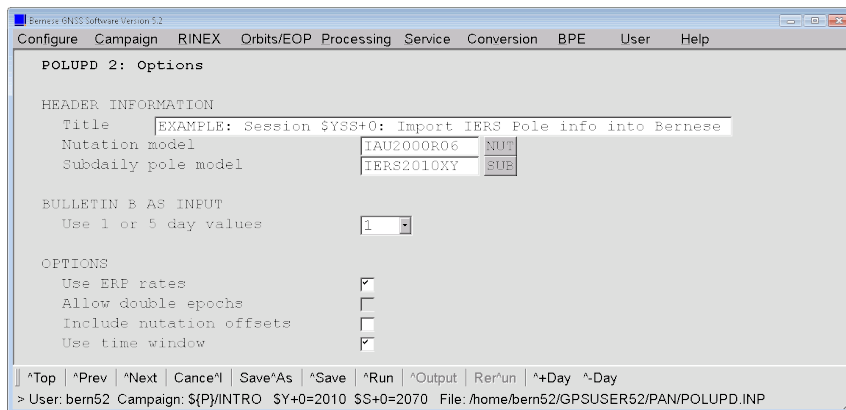 Bernese GNSS Software Version 5.2
Configure Campaign RINEX Orbits/EOP Processing Service Conversion BPE User Help
POLUPD 2: Options
HEADER INFORMATION
Title EXAMPLE: Session $YSS+0: Import IERS Pole info into Bernese
Nutation model IAU2000R06 NUT
Subdaily pole model IERS2010XY SUB
BULLETIN B AS INPUT
Use 1 or 5 day values 1
OPTIONS
Use ERP rates
Allow double epochs
Include nutation offsets
Use time window
^Top | ^Prev | ^Next | Cance^l | Save^As | ^Save | ^Run | ^Output | Rer^un | ^+Day ^-Day
> User: bern52 Campaign: ${P}/INTRO $Y+0=2010 $S+0=2070 File: /home/bern52/GPSUSER52/PAN/POLUPD.INP